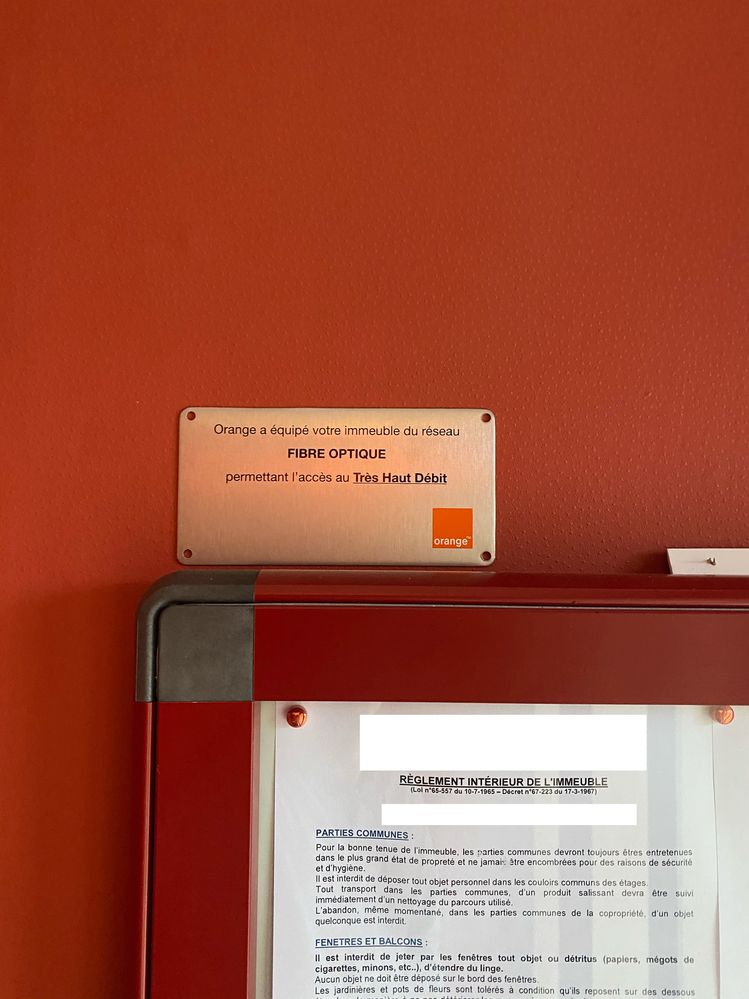 Orange a équipé votre immeuble du réseau
FIBRE OPTIQUE
permettant l'accès au Très Haut Débit
orange™
RÈGLEMENT INTÉRIEUR DE L'IMMEUBLE
(Loi n°65-557 du 10-7-1965 – Décret n°67-223 du 17-3-1967)
PARTIES COMMUNES :
Pour la bonne tenue de l'immeuble, les parties communes devront toujours êtres entretenues
dans le plus grand état de propreté et ne jamais être encombrées pour des raisons de sécurité
et d'hygiène.
Il est interdit de déposer tout objet personnel dans les couloirs communs des étages.
Tout transport dans les parties communes, d'un produit salissant devra être suivi
immédiatement d'un nettoyage du parcours utilisé.
L'abandon, même momentané, dans les parties communes de la copropriété, d'un objet
quelconque est interdit.
FENETRES ET BALCONS :
Il est interdit de jeter par les fenêtres tout objet ou détritus (papiers, mégots de
cigarettes, minons, etc..), d'étendre du linge.
Aucun objet ne doit être déposé sur le bord des fenêtres.
Les jardinières et pots de fleurs sont tolérés à condition qu'ils reposent sur des dessous